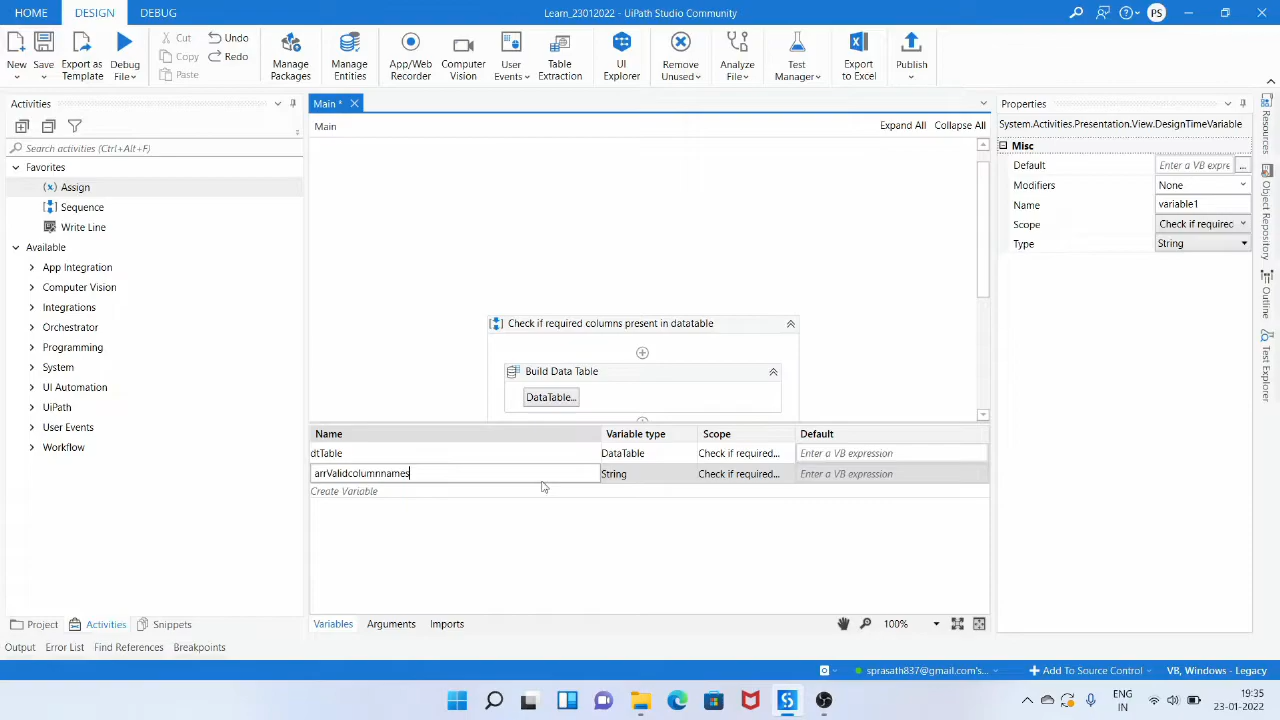 HOME DESIGN DEBUG Learn_23012022 - UiPath Studio Community PS
New Save Export as Template Debug File Cut Copy Paste Undo Redo Manage Packages Manage Entities App/Web Recorder Computer Vision User Events Table Extraction UI Explorer Remove Unused Analyze File Test Manager Export to Excel Publish
Activities
Search activities (Ctrl+Alt+F)
Favorites
Assign
Sequence
Write Line
Available
App Integration
Computer Vision
Integrations
Orchestrator
Programming
System
UI Automation
UiPath
User Events
Workflow
Project Activities Snippets
Main *
Main Expand All Collapse All
Check if required columns present in datatable
Build Data Table
DataTable...
Name Variable type Scope Default
dtTable DataTable Check if required... Enter a VB expression
arrValidcolumnnames String Check if required... Enter a VB expression
Create Variable
Variables Arguments Imports 100%
Properties
System.Activities.Presentation.View.DesignTimeVariable
Misc
Default Enter a VB expre ...
Modifiers None
Name variable1
Scope Check if required
Type String
Resources
Object Repository
Outline
Test Explorer
Output Error List Find References Breakpoints
sprasath837@gmail.com's... Add To Source Control VB, Windows - Legacy
ENG IN 19:35 23-01-2022